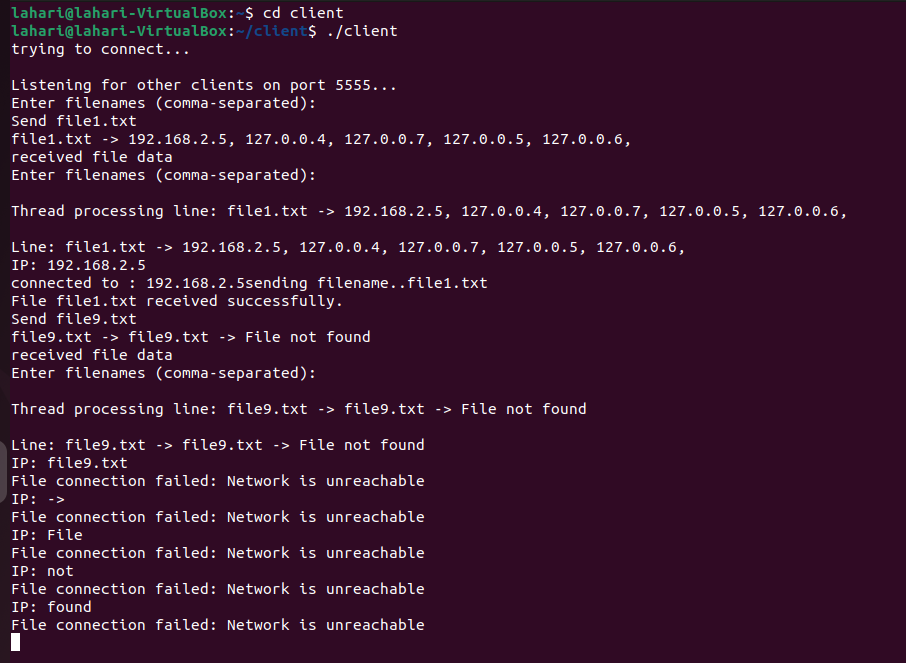 lahari@lahari-VirtualBox:~$ cd client
lahari@lahari-VirtualBox:~/client$ ./client
trying to connect...
Listening for other clients on port 5555...
Enter filenames (comma-separated):
Send file1.txt
file1.txt -> 192.168.2.5, 127.0.0.4, 127.0.0.7, 127.0.0.5, 127.0.0.6,
received file data
Enter filenames (comma-separated):
Thread processing line: file1.txt -> 192.168.2.5, 127.0.0.4, 127.0.0.7, 127.0.0.5, 127.0.0.6,
Line: file1.txt -> 192.168.2.5, 127.0.0.4, 127.0.0.7, 127.0.0.5, 127.0.0.6,
IP: 192.168.2.5
connected to : 192.168.2.5sending filename..file1.txt
File file1.txt received successfully.
Send file9.txt
file9.txt -> file9.txt -> File not found
received file data
Enter filenames (comma-separated):
Thread processing line: file9.txt -> file9.txt -> File not found
Line: file9.txt -> file9.txt -> File not found
IP: file9.txt
File connection failed: Network is unreachable
IP: ->
File connection failed: Network is unreachable
IP: File
File connection failed: Network is unreachable
IP: not
File connection failed: Network is unreachable
IP: found
File connection failed: Network is unreachable